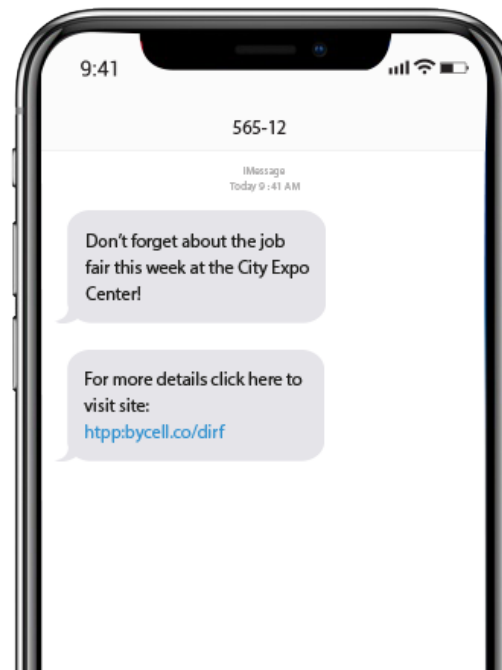 9:41
565-12
IMessage
Today 9:41 AM
Don't forget about the job
fair this week at the City Expo
Center!
For more details click here to
visit site:
htpp:bycell.co/dirf